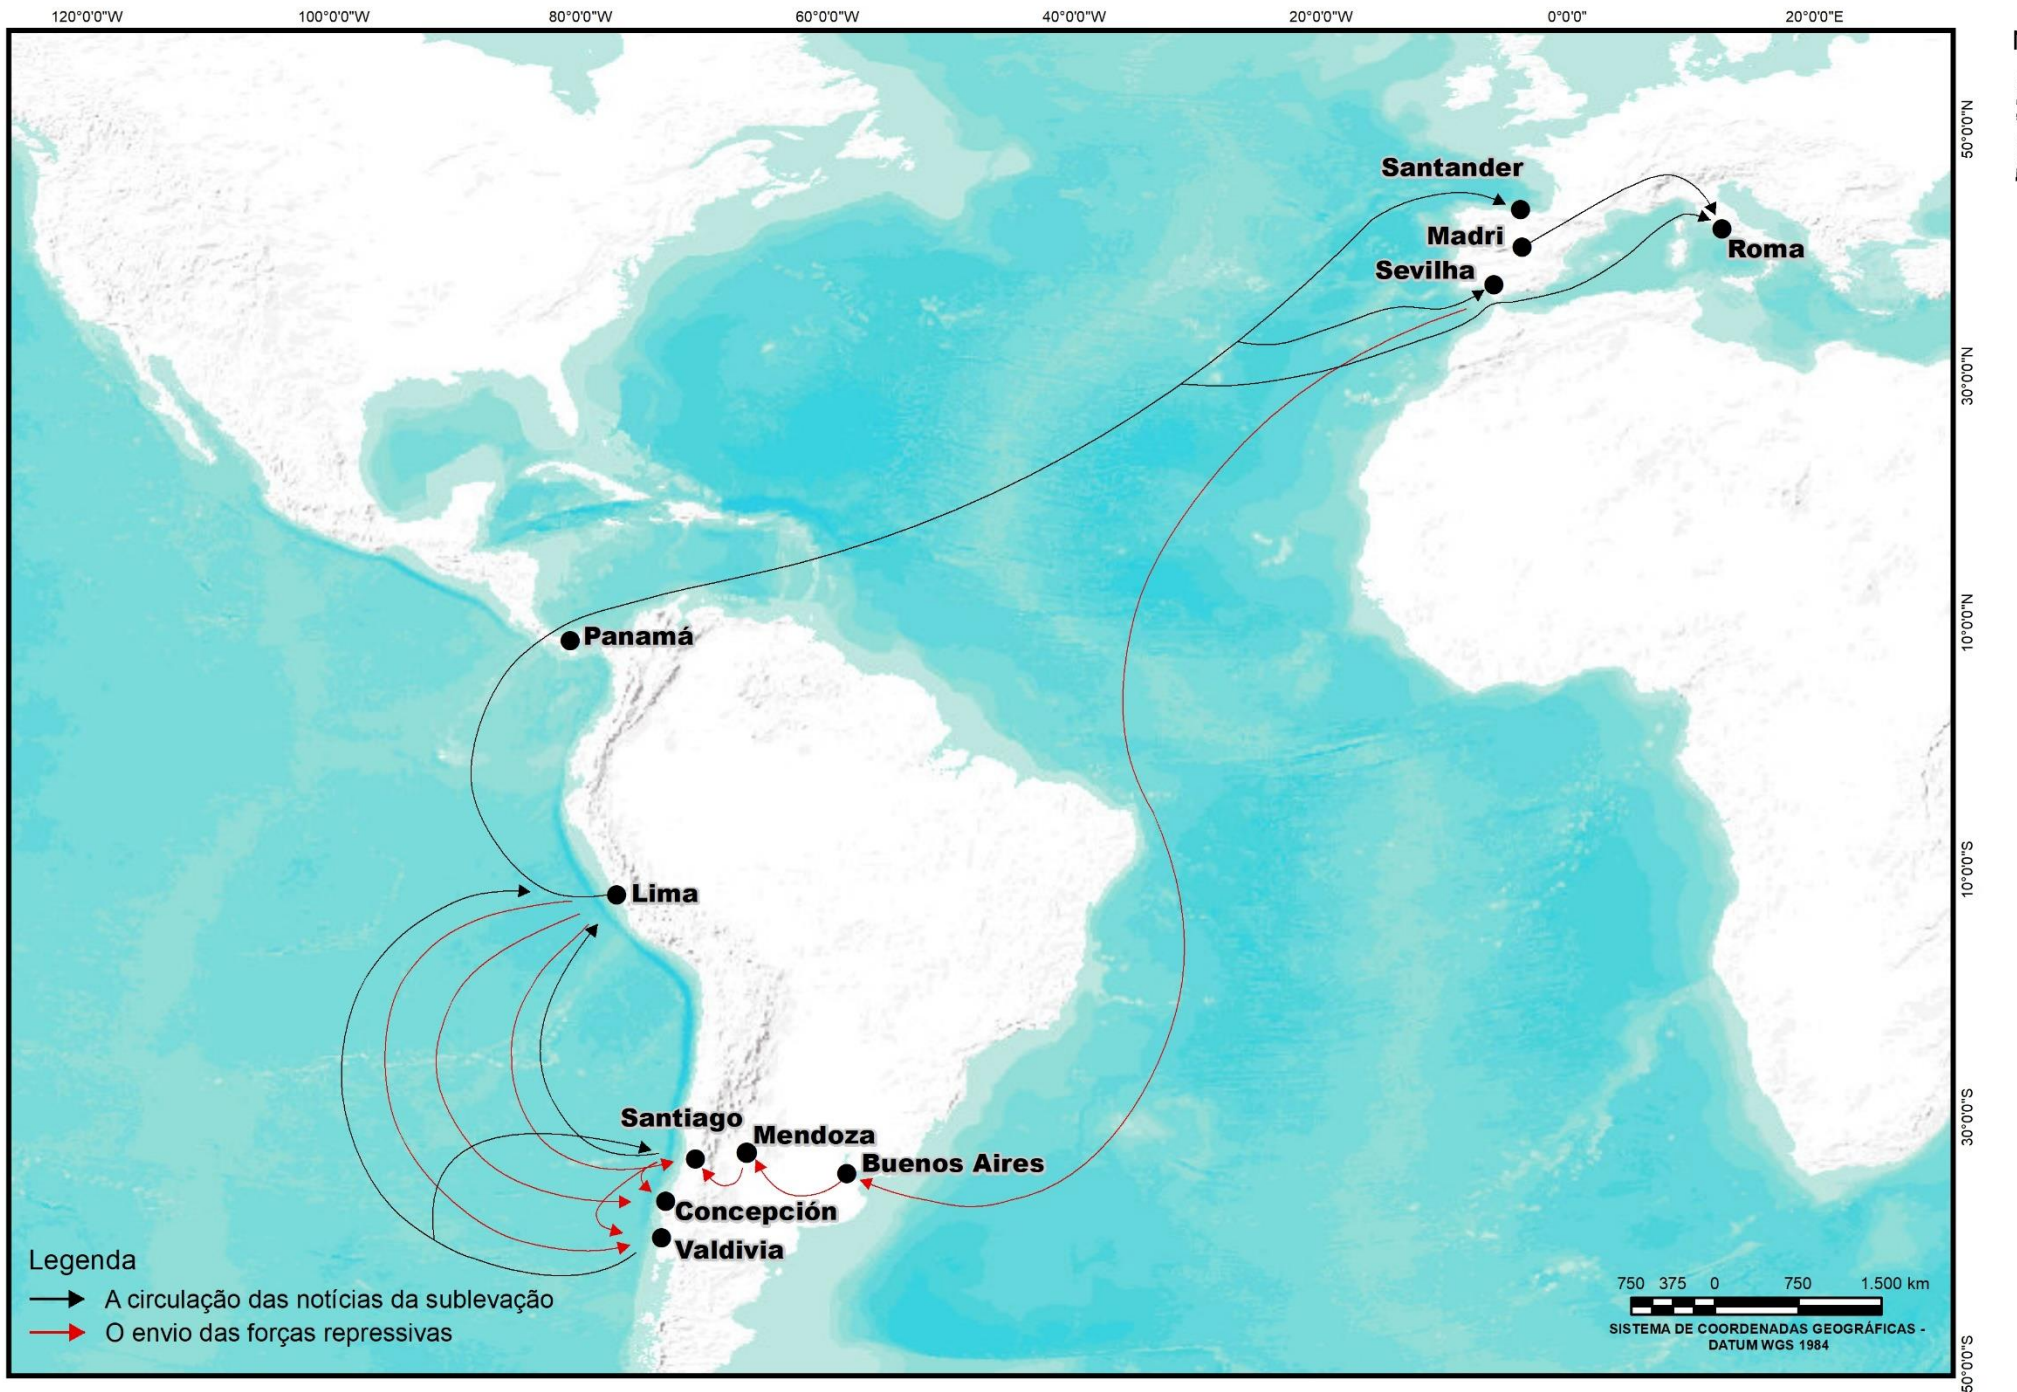 120°0'0"W 100°0'0"W 80°0'0"W 60°0'0"W 40°0'0"W 20°0'0"W 0°0'0" 20°0'0"E
50°0'0"N
30°0'0"N
10°0'0"N
10°0'0"S
30°0'0"S
50°0'0"S
Santander
Madri
Sevilha
Roma
Panamá
Lima
Santiago
Mendoza
Buenos Aires
Concepción
Valdivia
Legenda
A circulação das notícias da sublevação
O envio das forças repressivas
750 375 0 750 1.500 km
SISTEMA DE COORDENADAS GEOGRÁFICAS -
DATUM WGS 1984